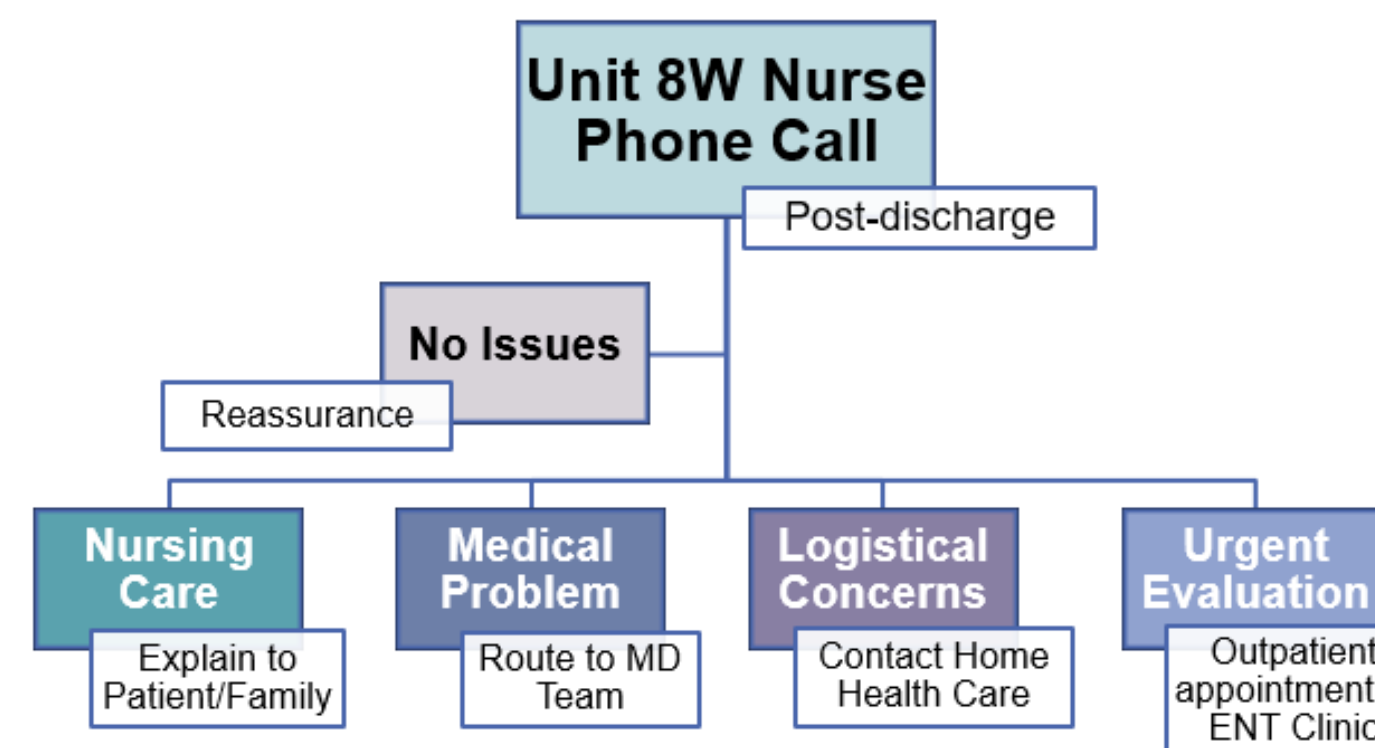 Unit 8W Nurse
Phone Call
Post-discharge
No Issues
Reassurance
Nursing
Care
Explain to
Patient/Family
Medical
Problem
Route to MD
Team
Logistical
Concerns
Contact Home
Health Care
Urgent
Evaluation
Outpatient
appointment
ENT Clinic